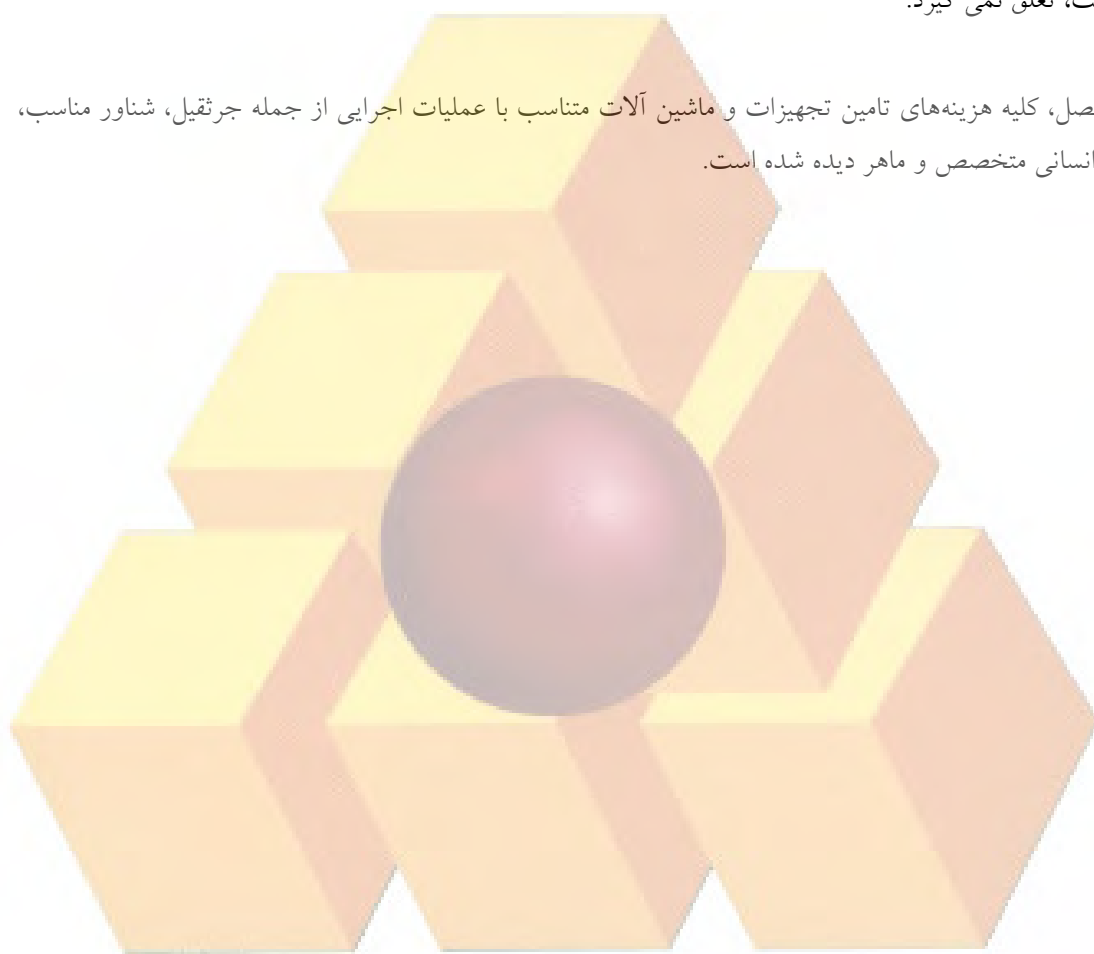 تعلق نمی گیرد.
کلیه هزینه‌های تامین تجهیزات و ماشین آلات متناسب با عملیات اجرایی از جمله جرثقیل، شناور مناسب،
متخصص و ماهر دیده شده است.